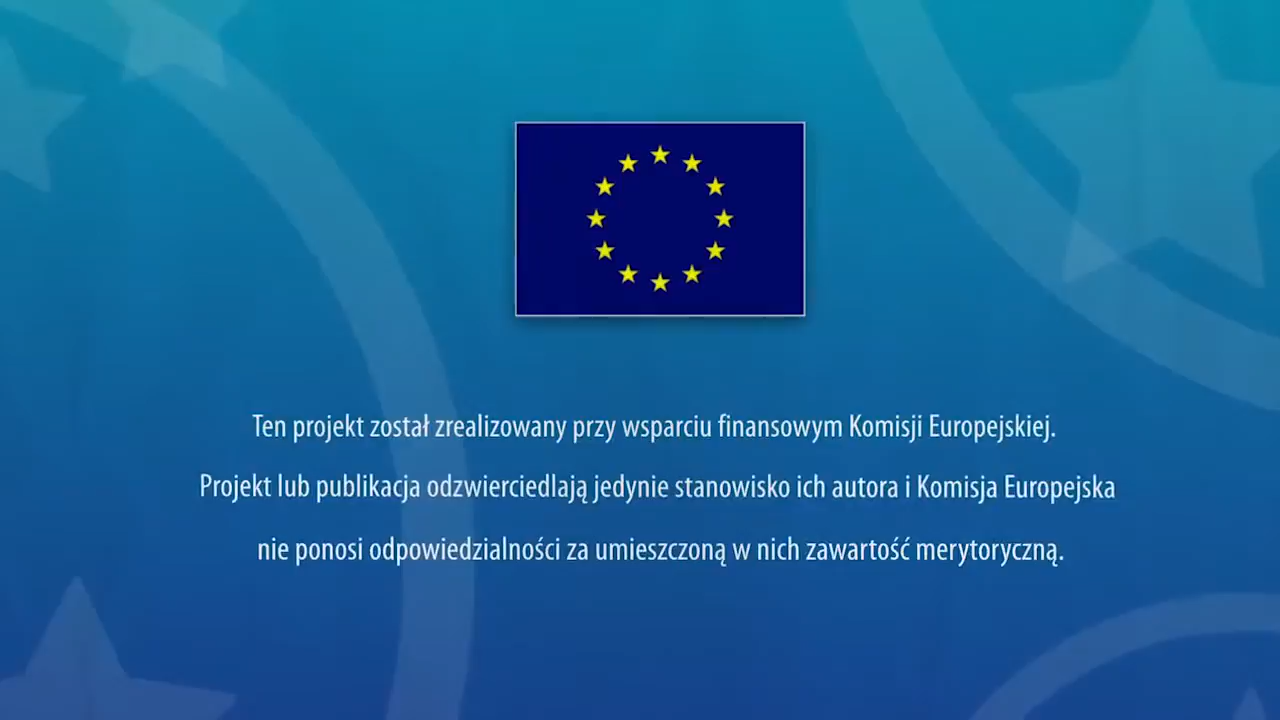 Ten projekt został zrealizowany przy wsparciu finansowym Komisji Europejskiej.
Projekt lub publikacja odzwierciedlają jedynie stanowisko ich autora i Komisja Europejska
nie ponosi odpowiedzialności za umieszczoną w nich zawartość merytoryczną.